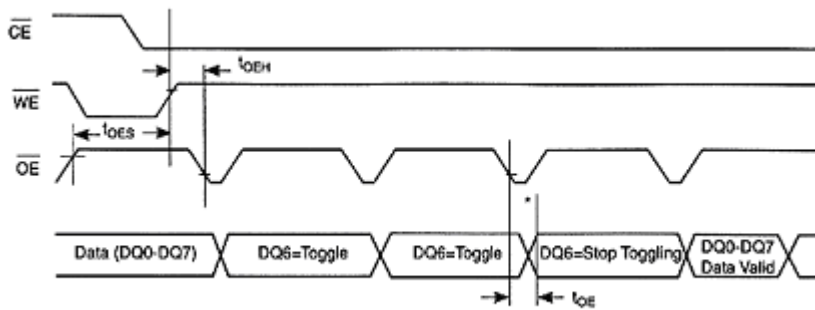 CE
tOEH
WE
tOES
OE
*
Data (DQ0-DQ7) DQ6=Toggle DQ6=Toggle DQ6=Stop Toggling DQ0-DQ7 Data Valid
tOE